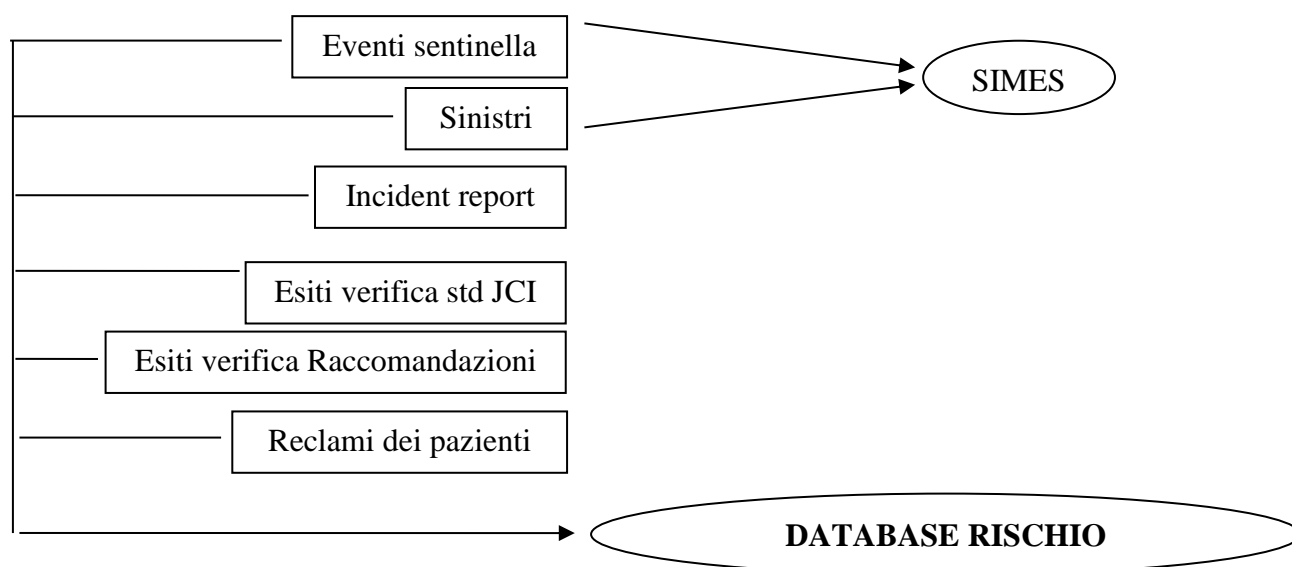 Eventi sentinella
SIMES
Sinistri
Incident report
Esiti verifica std JCI
Esiti verifica Raccomandazioni
Reclami dei pazienti
DATABASE RISCHIO